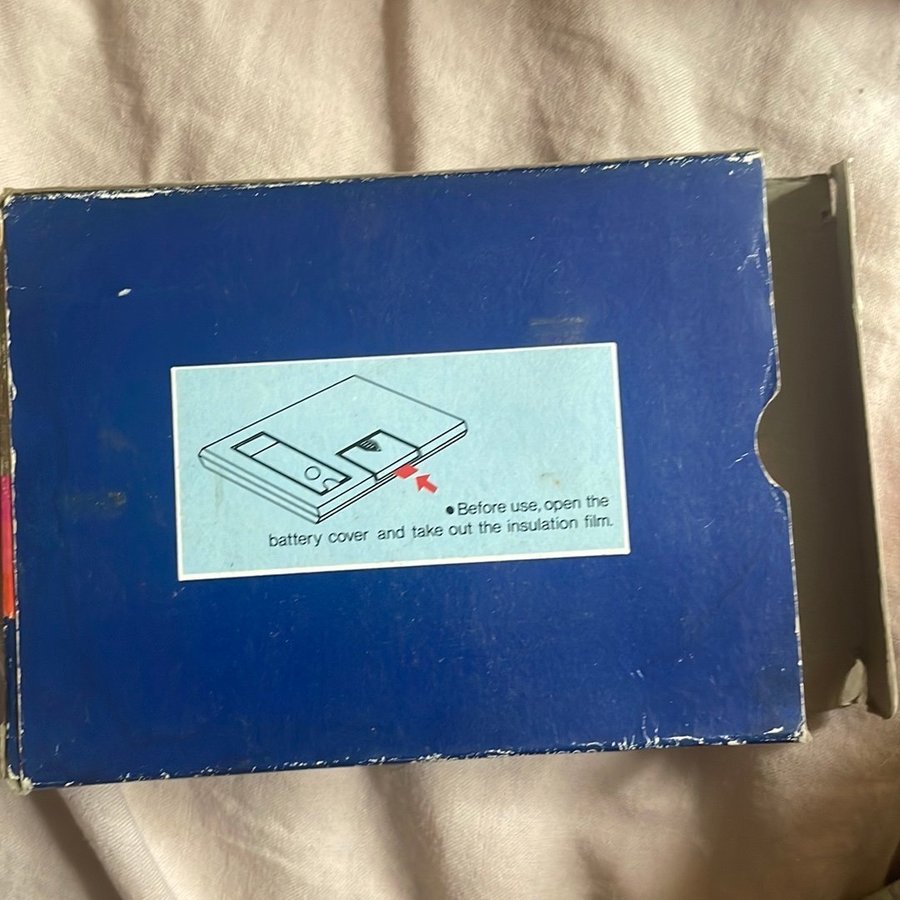 ●Before use, open the
battery cover and take out the insulation film.